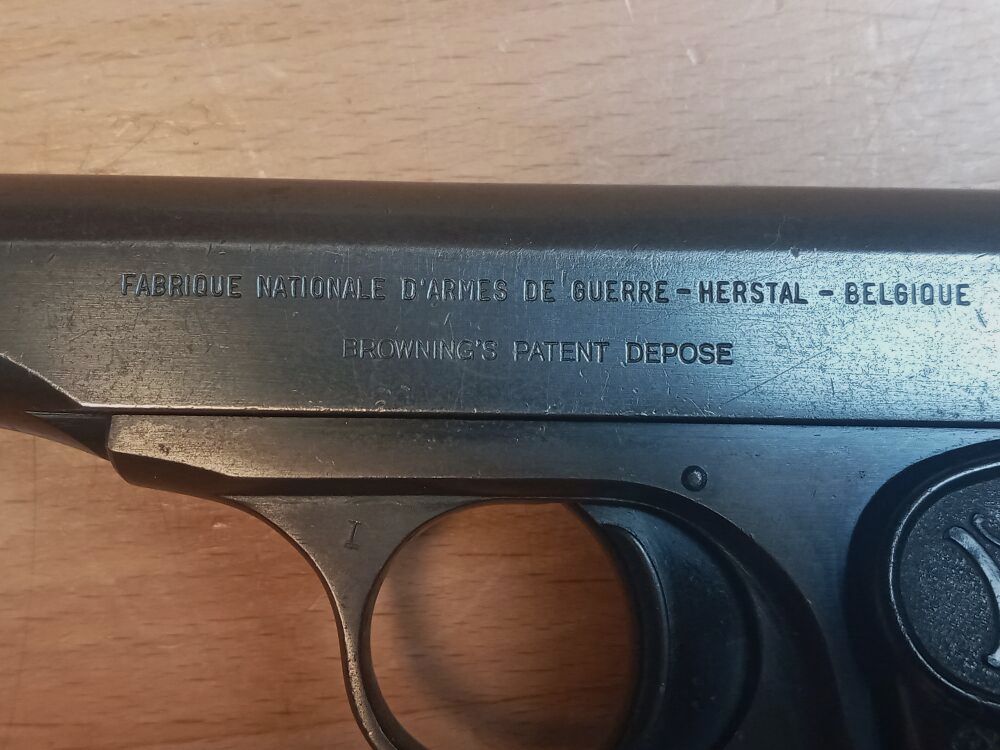 FABRIQUE NATIONALE D'ARMES DE GUERRE - HERSTAL - BELGIQUE
BROWNING'S PATENT DEPOSE
I